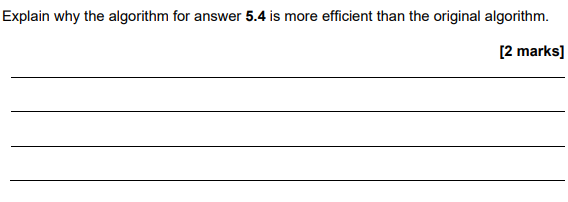 Explain why the algorithm for answer 5.4 is more efficient than the original algorithm.
[2 marks]